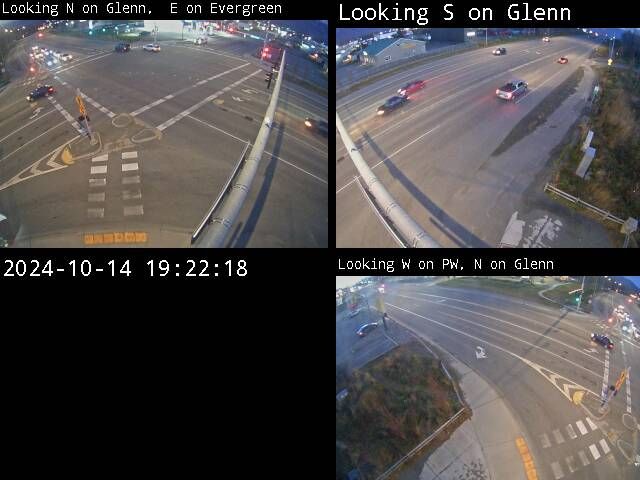 Looking N on Glenn, E on Evergreen
Looking S on Glenn
2024-10-14 19:22:18
Looking W on PW, N on Glenn